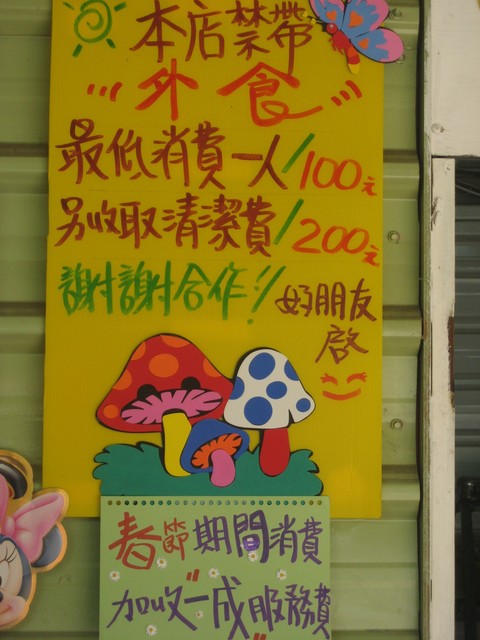 本店禁帶
外食
最低消費一人/100元
另收取清潔費/200元
謝謝合作!!
好朋友
啟
春節期間消費
加收一成服務費